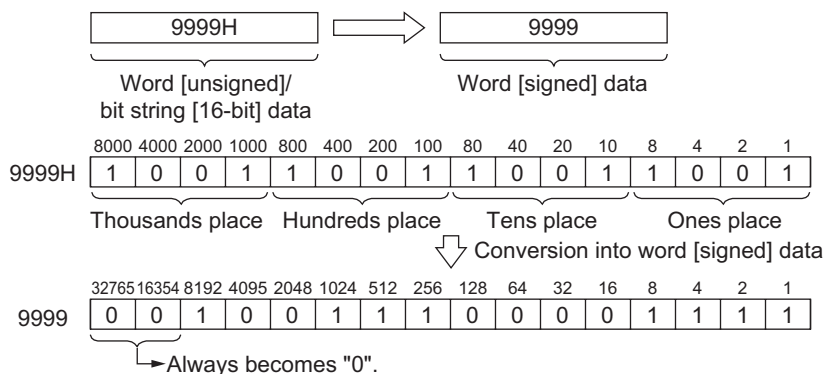 9999H 9999
Word [unsigned]/
bit string [16-bit] data
Word [signed] data
8000 4000 2000 1000 800 400 200 100 80 40 20 10 8 4 2 1
9999H 1 0 0 1 1 0 0 1 1 0 0 1 1 0 0 1
Thousands place Hundreds place Tens place Ones place
Conversion into word [signed] data
32765 16354 8192 4095 2048 1024 512 256 128 64 32 16 8 4 2 1
9999 0 0 1 0 0 1 1 1 0 0 0 0 1 1 1 1
Always becomes "0".